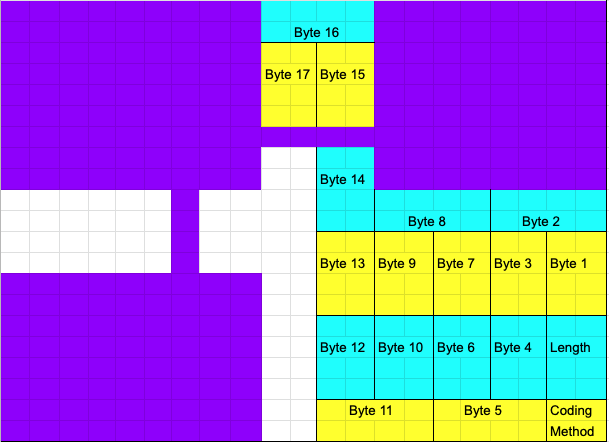 Byte 16
Byte 17 Byte 15
Byte 14
Byte 8 Byte 2
Byte 13 Byte 9 Byte 7 Byte 3 Byte 1
Byte 12 Byte 10 Byte 6 Byte 4 Length
Byte 11 Byte 5 Coding
Method